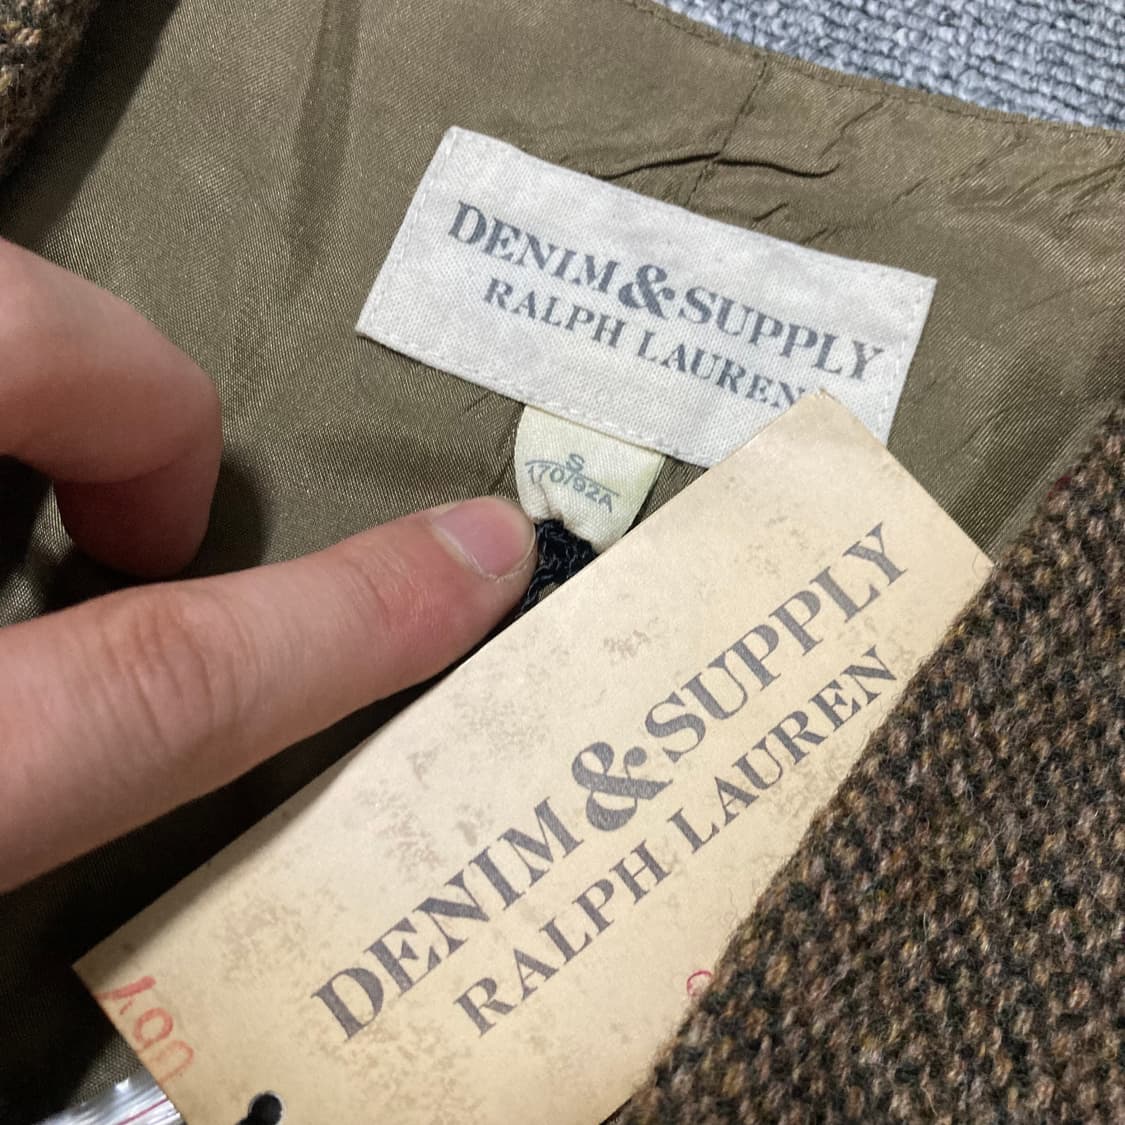 DENIM & SUPPLY
RALPH LAUREN
S
170/92A
DENIM & SUPPLY
RALPH LAUREN